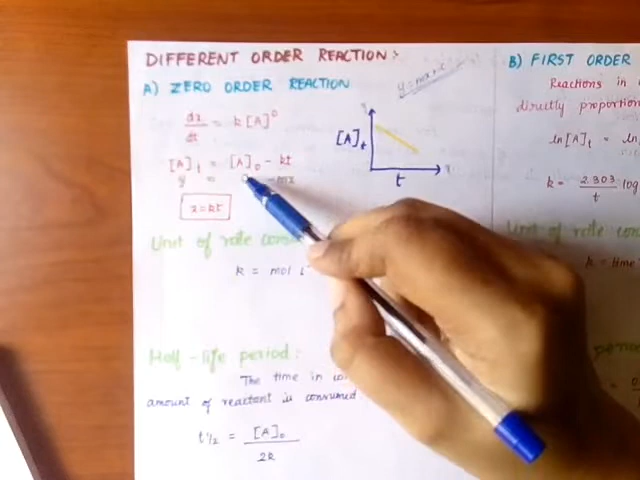 DIFFERENT ORDER REACTION:
A) ZERO ORDER REACTION
dx/dt = k[A]⁰
[A]t = [A]₀ - kt
y = -mx
x = kt
y = mx + c
y
[A]t
t
x
Unit of rate
k = mol
Half-life period:
The time in
amount of reactant is consumed
t½ = [A]₀/2k
B) FIRST ORDER
Reactions in
directly proportion
ln[A]t = ln
k = 2.303/t log
Unit of rate
k = time